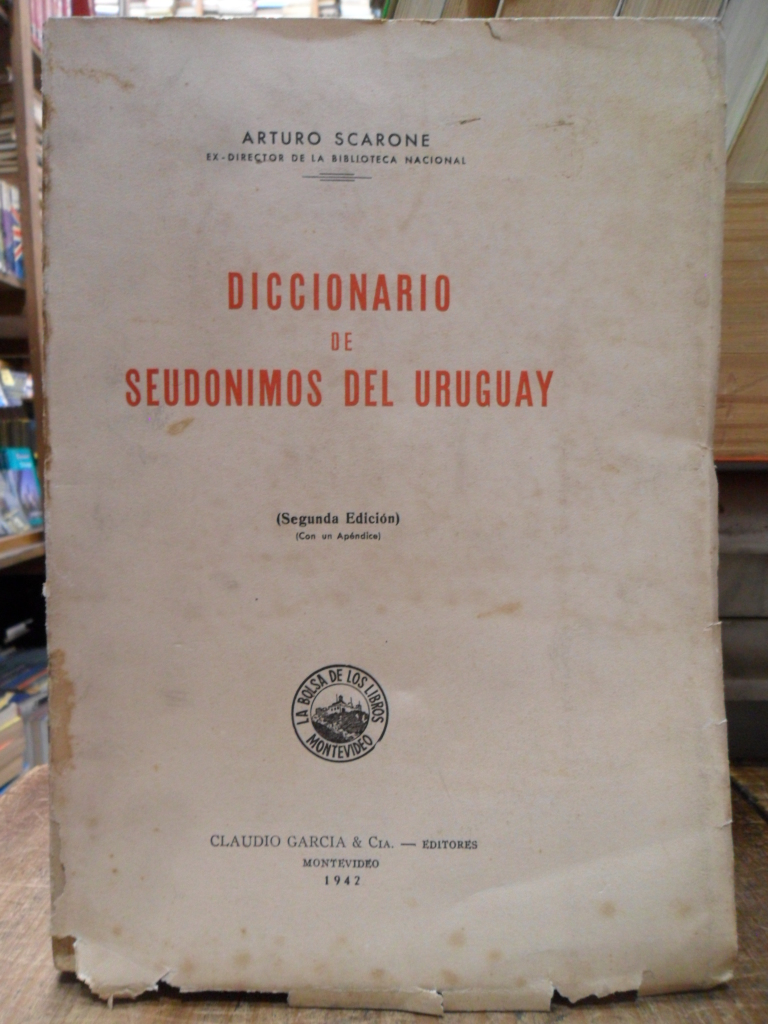 ARTURO SCARONE
EX-DIRECTOR DE LA BIBLIOTECA NACIONAL
DICCIONARIO
DE
SEUDONIMOS DEL URUGUAY
(Segunda Edición)
(Con un Apéndice)
LA BOLSA DE LOS LIBROS
MONTEVIDEO
CLAUDIO GARCIA & CIA. — EDITORES
MONTEVIDEO
1942